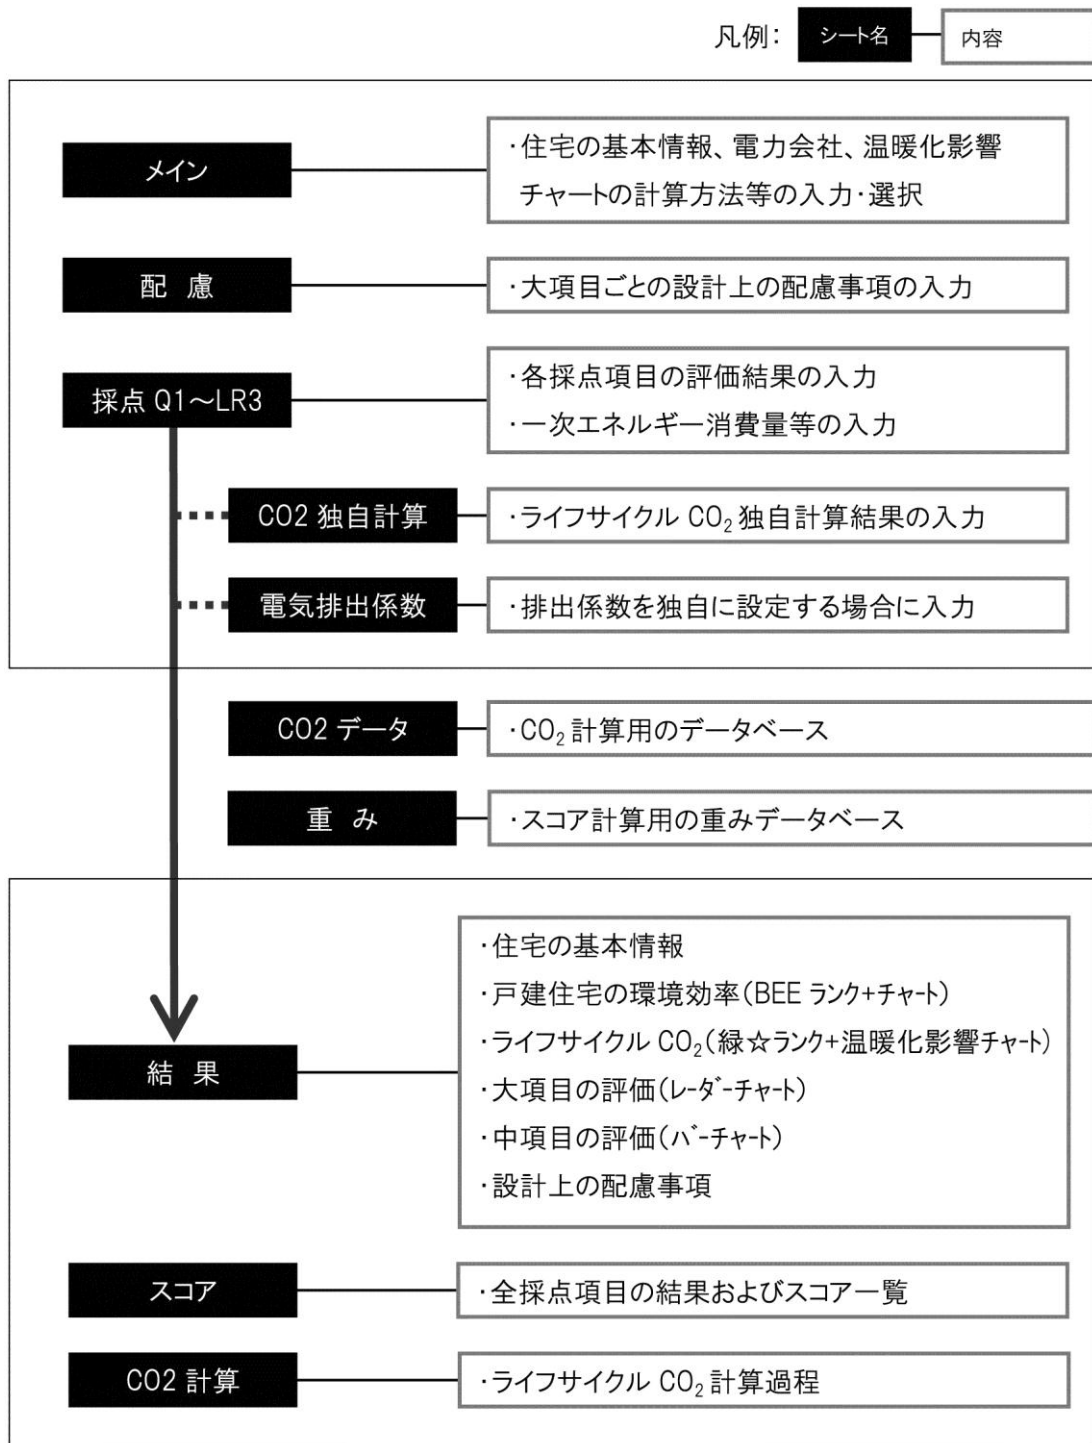 凡例：
シート名
内容
メイン
・住宅の基本情報、電力会社、温暖化影響
チャートの計算方法等の入力・選択
配 慮
・大項目ごとの設計上の配慮事項の入力
採点 Q1～LR3
・各採点項目の評価結果の入力
・一次エネルギー消費量等の入力
CO2 独自計算
・ライフサイクル CO₂ 独自計算結果の入力
電気排出係数
・排出係数を独自に設定する場合に入力
CO2 データ
・CO₂ 計算用のデータベース
重 み
・スコア計算用の重みデータベース
結 果
・住宅の基本情報
・戸建住宅の環境効率(BEE ランク+チャート)
・ライフサイクル CO₂(緑☆ランク+温暖化影響チャート)
・大項目の評価(レーダーチャート)
・中項目の評価(バーチャート)
・設計上の配慮事項
スコア
・全採点項目の結果およびスコア一覧
CO2 計算
・ライフサイクル CO₂ 計算過程